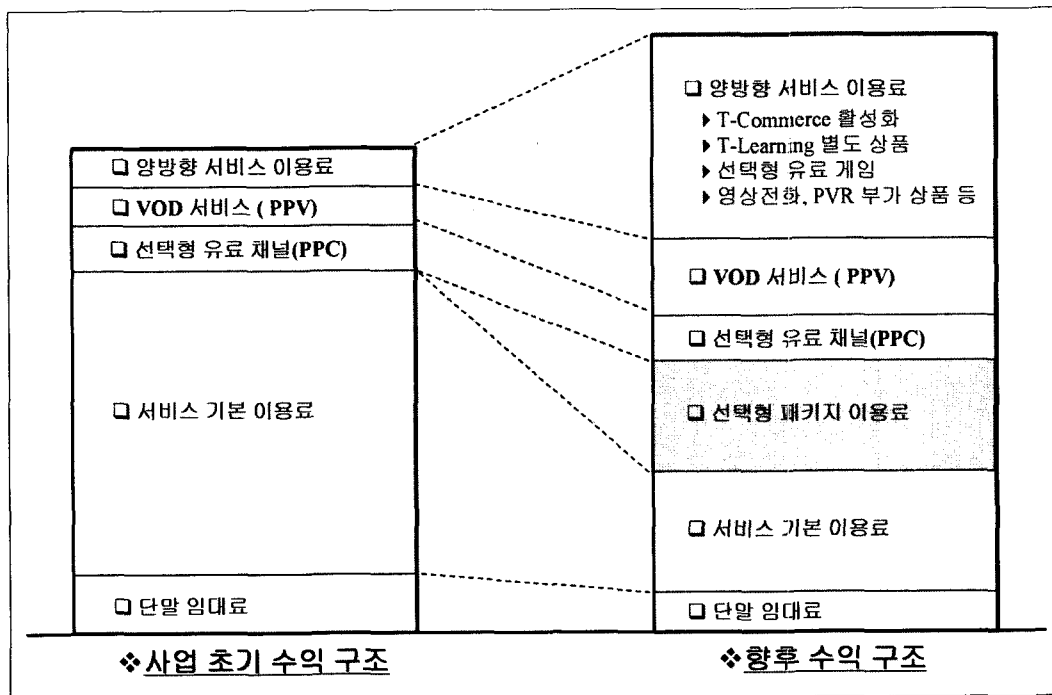 ❑ 양방향 서비스 이용료
❑ VOD 서비스 ( PPV)
❑ 선택형 유료 채널(PPC)
❑ 서비스 기본 이용료
❑ 단말 임대료
❖사업 초기 수익 구조
❑ 양방향 서비스 이용료
▶ T-Commerce 활성화
▶ T-Learning 별도 상품
▶ 선택형 유료 게임
▶ 영상전화, PVR 부가 상품 등
❑ VOD 서비스 ( PPV)
❑ 선택형 유료 채널(PPC)
❑ 선택형 패키지 이용료
❑ 서비스 기본 이용료
❑ 단말 임대료
❖향후 수익 구조